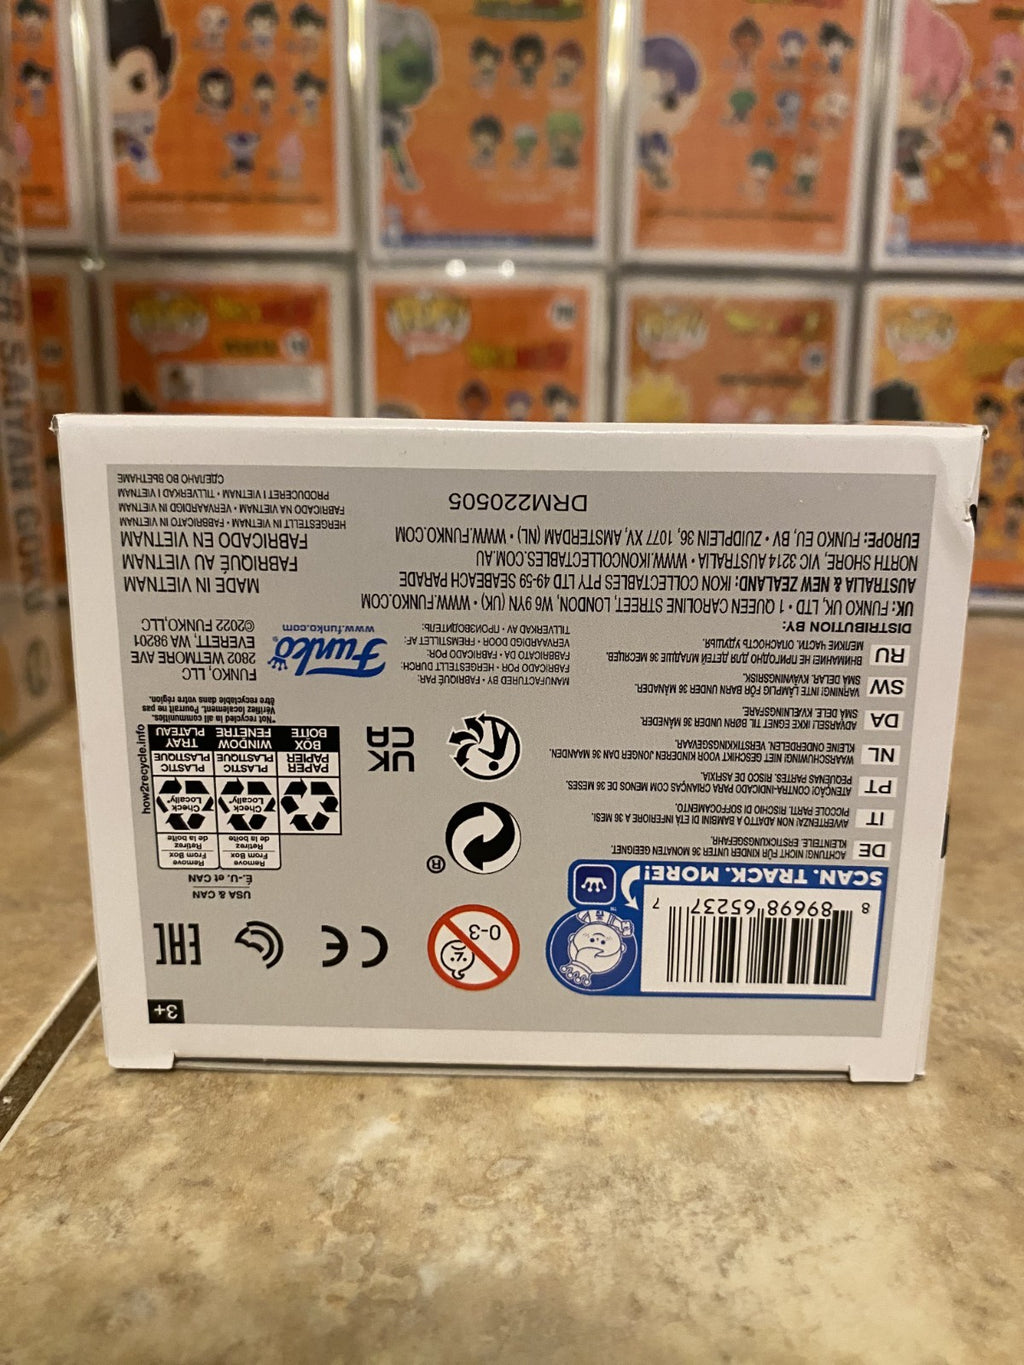 SCAN. TRACK. MORE!
8 89698 65237 7
™
0-3
CE
EAC
3+
DE
ACHTUNG! NICHT FÜR KINDER UNTER 36 MONATEN GEEIGNET.
KLEINTEILE. ERSTICKUNGSGEFAHR.
IT
AVVERTENZA! NON ADATTO A BAMBINI DI ETÀ INFERIORE A 36 MESI.
PICCOLE PARTI. RISCHIO DI SOFFOCAMENTO.
PT
ATENÇÃO! CONTRA-INDICADO PARA CRIANÇAS COM MENOS DE 36 MESES.
PEQUENAS PARTES. RISCO DE ASFIXIA.
NL
WAARSCHUWING! NIET GESCHIKT VOOR KINDEREN JONGER DAN 36 MAANDEN.
KLEINE ONDERDELEN. VERSTIKKINGSGEVAAR.
DA
ADVARSEL! IKKE EGNET TIL BØRN UNDER 36 MÅNEDER.
SMÅ DELE. KVÆLNINGSFARE.
SW
VARNING! INTE LÄMPLIG FÖR BARN UNDER 36 MÅNADER.
SMÅ DELAR. KVÄVNINGSRISK.
RU
ВНИМАНИЕ! НЕ ПРИГОДНО ДЛЯ ДЕТЕЙ МЛАДШЕ 36 МЕСЯЦЕВ.
МЕЛКИЕ ЧАСТИ. ОПАСНОСТЬ УДУШЬЯ.
®
UK
CA
USA & CAN
É.-U. et CAN
Remove From Box
Retirez de la boîte
Remove From Box
Retirez de la boîte
Check Locally*
Check Locally*
PAPER
PAPIER
BOX
BOITE
PLASTIC
PLASTIQUE
WINDOW
FENETRE
PLASTIC
PLASTIQUE
TRAY
PLATEAU
how2recycle.info
*Not recycled in all communities.
Vérifiez localement. Pourrait ne pas
être recyclable dans votre région.
MANUFACTURED BY • FABRIQUÉ PAR:
FABRICADO POR • HERGESTELLT DURCH:
FABBRICATO DA • FABRICADO POR:
VERVAARDIGD DOOR • FREMSTILLET AF:
TILLVERKAD AV • ПРОИЗВОДИТЕЛЬ:
Funko®
www.funko.com
FUNKO, LLC
2802 WETMORE AVE
EVERETT, WA 98201
©2022 FUNKO,LLC
DISTRIBUTION BY:
UK: FUNKO UK, LTD • 1 QUEEN CAROLINE STREET, LONDON, W6 9YN (UK) • WWW.FUNKO.COM
AUSTRALIA & NEW ZEALAND: IKON COLLECTABLES PTY LTD 49-59 SEABEACH PARADE
NORTH SHORE, VIC 3214 AUSTRALIA • WWW.IKONCOLLECTABLES.COM.AU
EUROPE: FUNKO EU, BV • ZUIDPLEIN 36, 1077 XV, AMSTERDAM (NL) • WWW.FUNKO.COM
DRM220505
MADE IN VIETNAM
FABRIQUÉ AU VIETNAM
FABRICADO EN VIETNAM
HERGESTELLT IN VIETNAM • FABBRICATO IN VIETNAM
FABRICADO NA VIETNAM • VERVAARDIGD IN VIETNAM
PRODUCERET I VIETNAM • TILLVERKAD I VIETNAM
СДЕЛАНО ВО ВЬЕТНАМЕ
SUPER SAIYAN GOKU